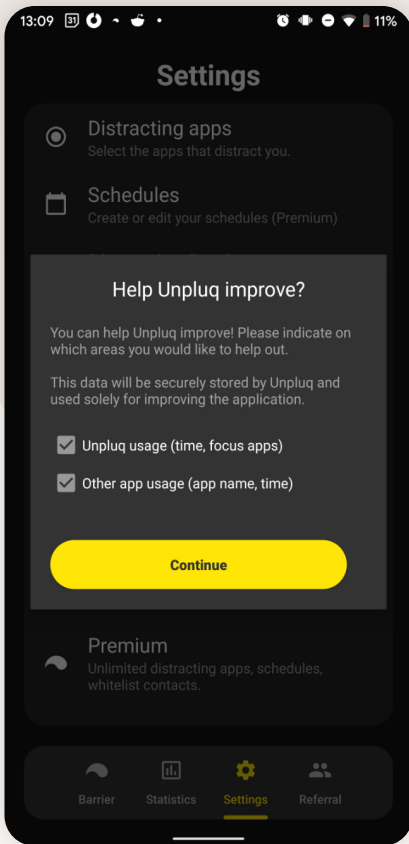 13:09 31 11%
Settings
Distracting apps
Select the apps that distract you.
Schedules
Create or edit your schedules (Premium)
Help Unpluq improve?
You can help Unpluq improve! Please indicate on
which areas you would like to help out.
This data will be securely stored by Unpluq and
used solely for improving the application.
Unpluq usage (time, focus apps)
Other app usage (app name, time)
Continue
Premium
Unlimited distracting apps, schedules,
whitelist contacts.
Barrier Statistics Settings Referral